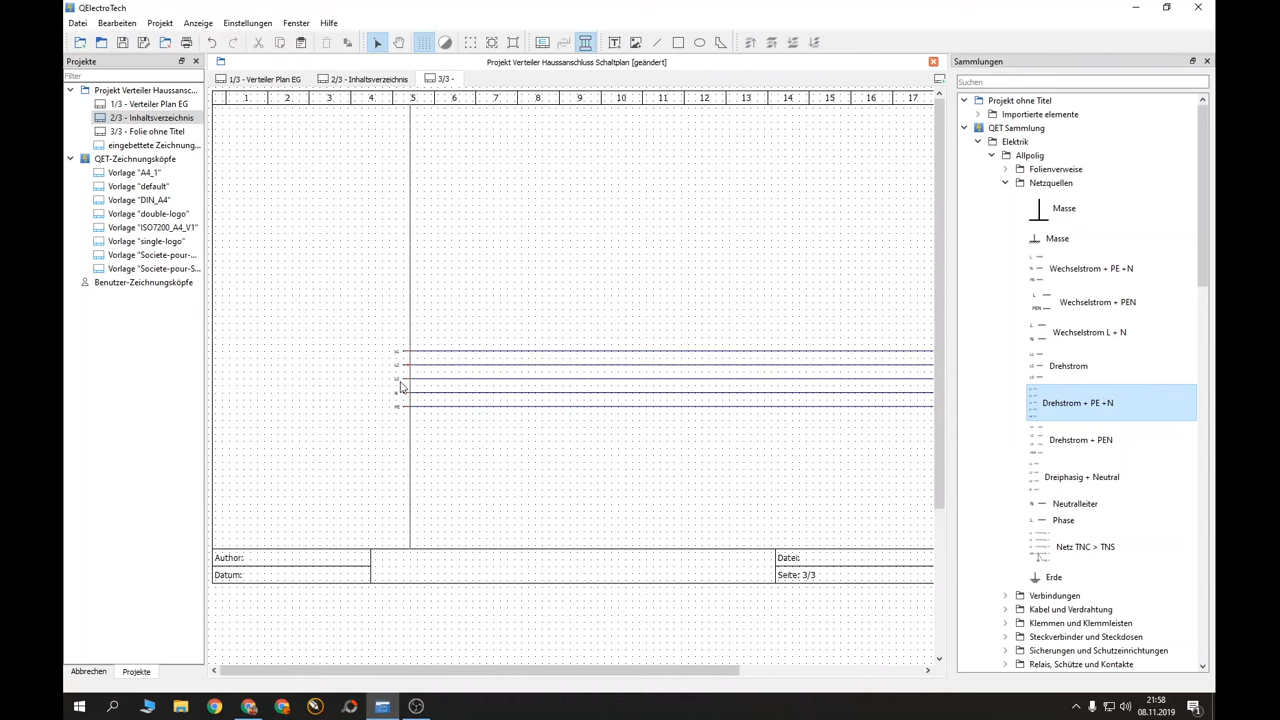 QElectroTech
Datei Bearbeiten Projekt Anzeige Einstellungen Fenster Hilfe
Projekte
Filter
Projekt Verteiler Haussansc...
1/3 - Verteiler Plan EG
2/3 - Inhaltsverzeichnis
3/3 - Folie ohne Titel
eingebettete Zeichnung...
QET-Zeichnungsköpfe
Vorlage "A4_1"
Vorlage "default"
Vorlage "DIN_A4"
Vorlage "double-logo"
Vorlage "ISO7200_A4_V1"
Vorlage "single-logo"
Vorlage "Societe-pour-...
Vorlage "Societe-pour-S...
Benutzer-Zeichnungsköpfe
Abbrechen Projekte
Projekt Verteiler Haussanschluss Schaltplan [geändert]
1/3 - Verteiler Plan EG 2/3 - Inhaltsverzeichnis 3/3 -
1 2 3 4 5 6 7 8 9 10 11 12 13 14 15 16 17
L1
L2
L3
N
PE
Author: Datei:
Datum: Seite: 3/3
Sammlungen
Suchen
Projekt ohne Titel
Importierte elemente
QET Sammlung
Elektrik
Allpolig
Folienverweise
Netzquellen
Masse
Masse
Wechselstrom + PE +N
Wechselstrom + PEN
Wechselstrom L + N
Drehstrom
Drehstrom + PE +N
Drehstrom + PEN
Dreiphasig + Neutral
Neutralleiter
Phase
Netz TNC > TNS
Erde
Verbindungen
Kabel und Verdrahtung
Klemmen und Klemmleisten
Steckverbinder und Steckdosen
Sicherungen und Schutzeinrichtungen
Relais, Schütze und Kontakte
21:58
08.11.2019